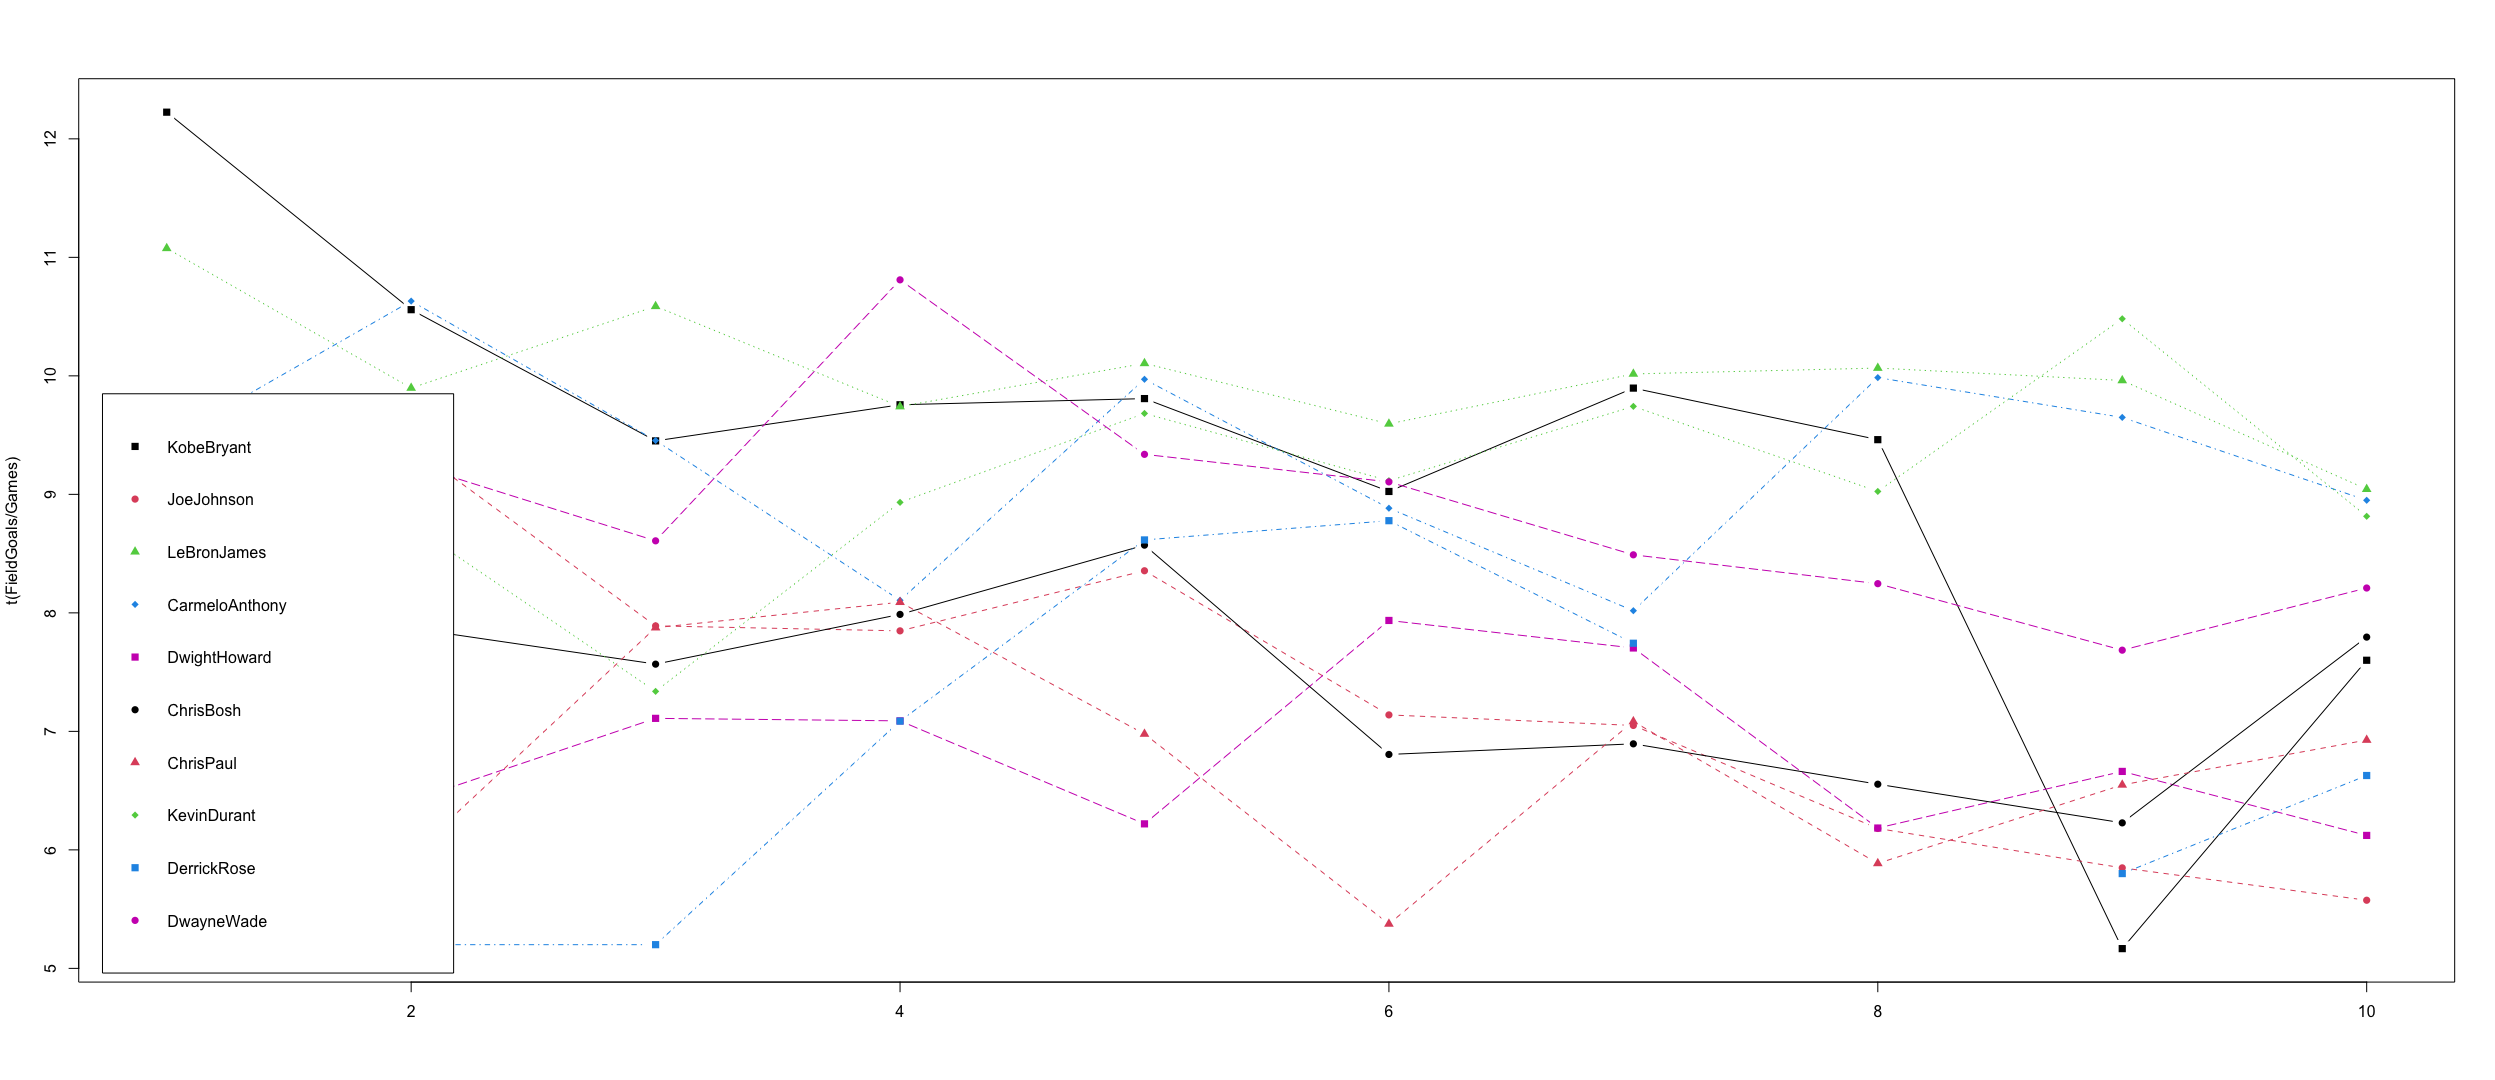 t(FieldGoals/Games)
12
11
10
9
8
7
6
5
KobeBryant
JoeJohnson
LeBronJames
CarmeloAnthony
DwightHoward
ChrisBosh
ChrisPaul
KevinDurant
DerrickRose
DwayneWade
2 4 6 8 10